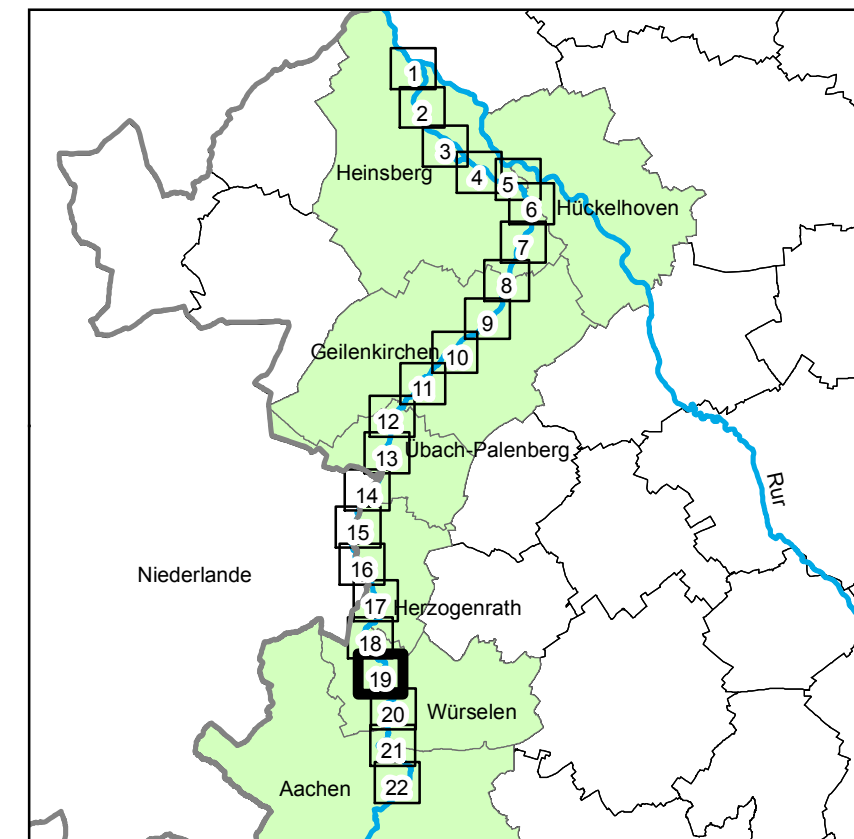 1
2
3
Heinsberg
4
5
6
Hückelhoven
7
8
9
Geilenkirchen
10
11
12
Übach-Palenberg
13
14
Rur
15
Niederlande
16
17
Herzogenrath
18
19
20
Würselen
21
Aachen
22